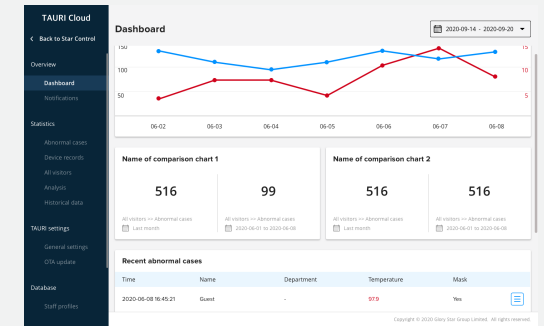 TAURI Cloud
Back to Star Control
Overview
Dashboard
Notifications
Statistics
Abnormal cases
Device records
All visitors
Analysis
Historical data
TAURI settings
General settings
OTA update
Database
Staff profiles
Dashboard
2020-09-14 - 2020-09-20
150 15
100 10
50 5
06-02 06-03 06-04 06-05 06-06 06-07 06-08
Name of comparison chart 1
516 99
All visitors >> Abnormal cases All visitors >> Abnormal cases
Last month 2020-06-01 to 2020-06-08
Name of comparison chart 2
516 516
All visitors >> Abnormal cases All visitors >> Abnormal cases
Last month 2020-06-01 to 2020-06-08
Recent abnormal cases
Time Name Department Temperature Mask
2020-06-08 16:45:21 Guest - 97.9 Yes
Copyright © 2020 Glory Star Group Limited. All rights reserved.